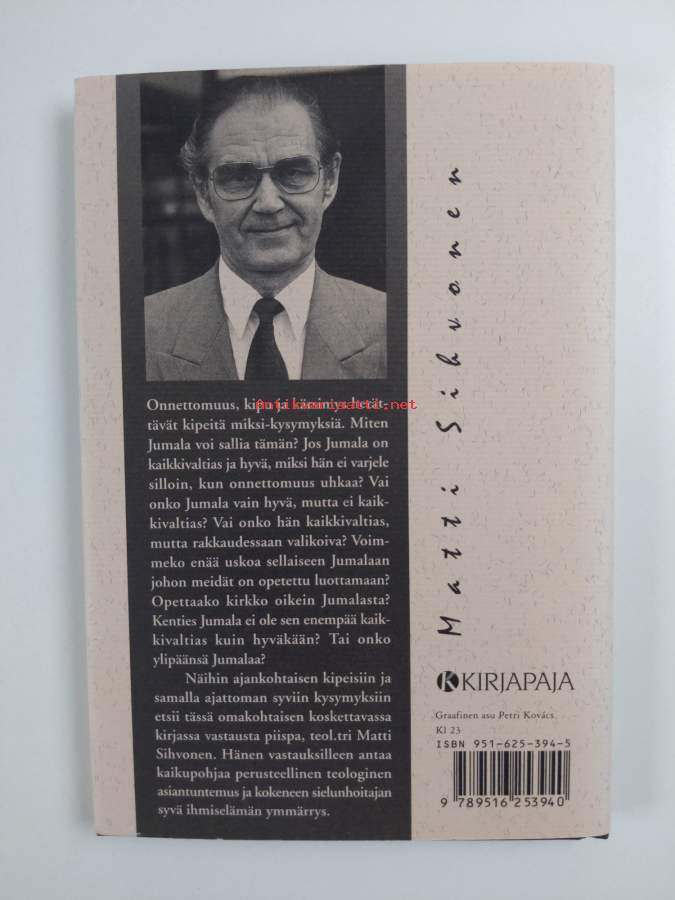 Onnettomuus, kipu ja kärsimys herät-
tävät kipeitä miksi-kysymyksiä. Miten
Jumala voi sallia tämän? Jos Jumala on
kaikkivaltias ja hyvä, miksi hän ei varjele
silloin, kun onnettomuus uhkaa? Vai
onko Jumala vain hyvä, mutta ei kaik-
kivaltias? Vai onko hän kaikkivaltias,
mutta rakkaudessaan valikoiva? Voim-
meko enää uskoa sellaiseen Jumalaan
johon meidät on opetettu luottamaan?
Opettaako kirkko oikein Jumalasta?
Kenties Jumala ei ole sen enempää kaik-
kivaltias kuin hyväkään? Tai onko
ylipäänsä Jumalaa?
Näihin ajankohtaisen kipeisiin ja
samalla ajattoman syviin kysymyksiin
etsii tässä omakohtaisen koskettavassa
kirjassa vastausta piispa, teol.tri Matti
Sihvonen. Hänen vastauksilleen antaa
kaikupohjaa perusteellinen teologinen
asiantuntemus ja kokeneen sielunhoitajan
syvä ihmiselämän ymmärrys.
antikvariaatti.net
Matti Sihvonen
KIRJAPAJA
Graafinen asu Petri Kovács
Kl 23
ISBN 951-625-394-5
9 789516 253940